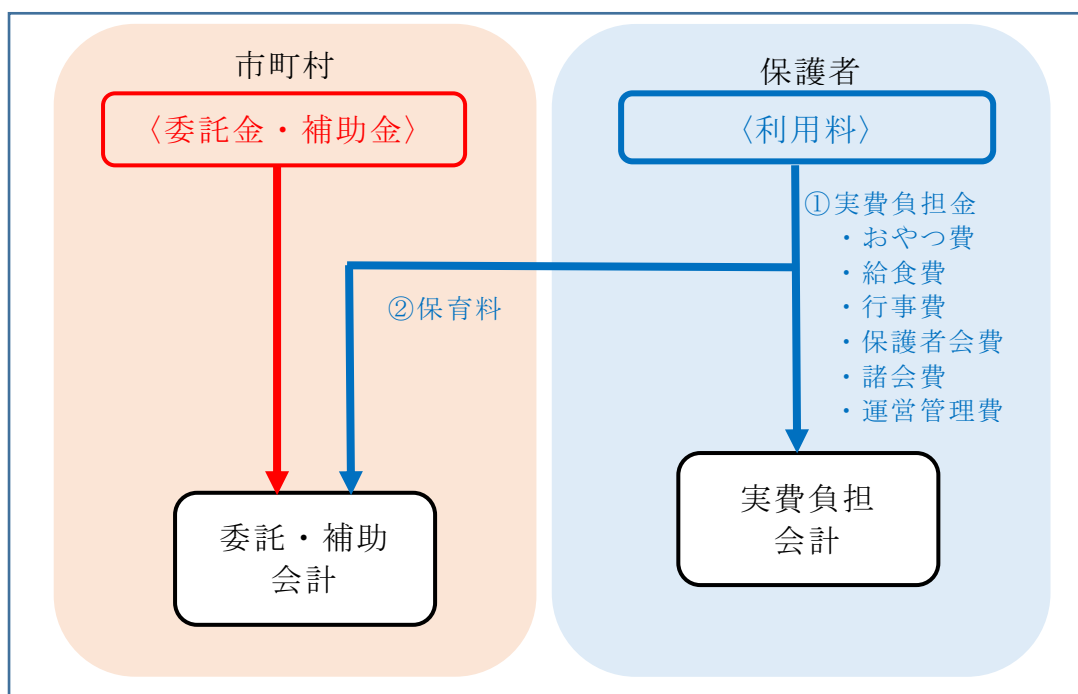 市町村
〈委託金・補助金〉
保護者
〈利用料〉
①実費負担金
・おやつ費
・給食費
・行事費
・保護者会費
・諸会費
・運営管理費
②保育料
委託・補助
会計
実費負担
会計